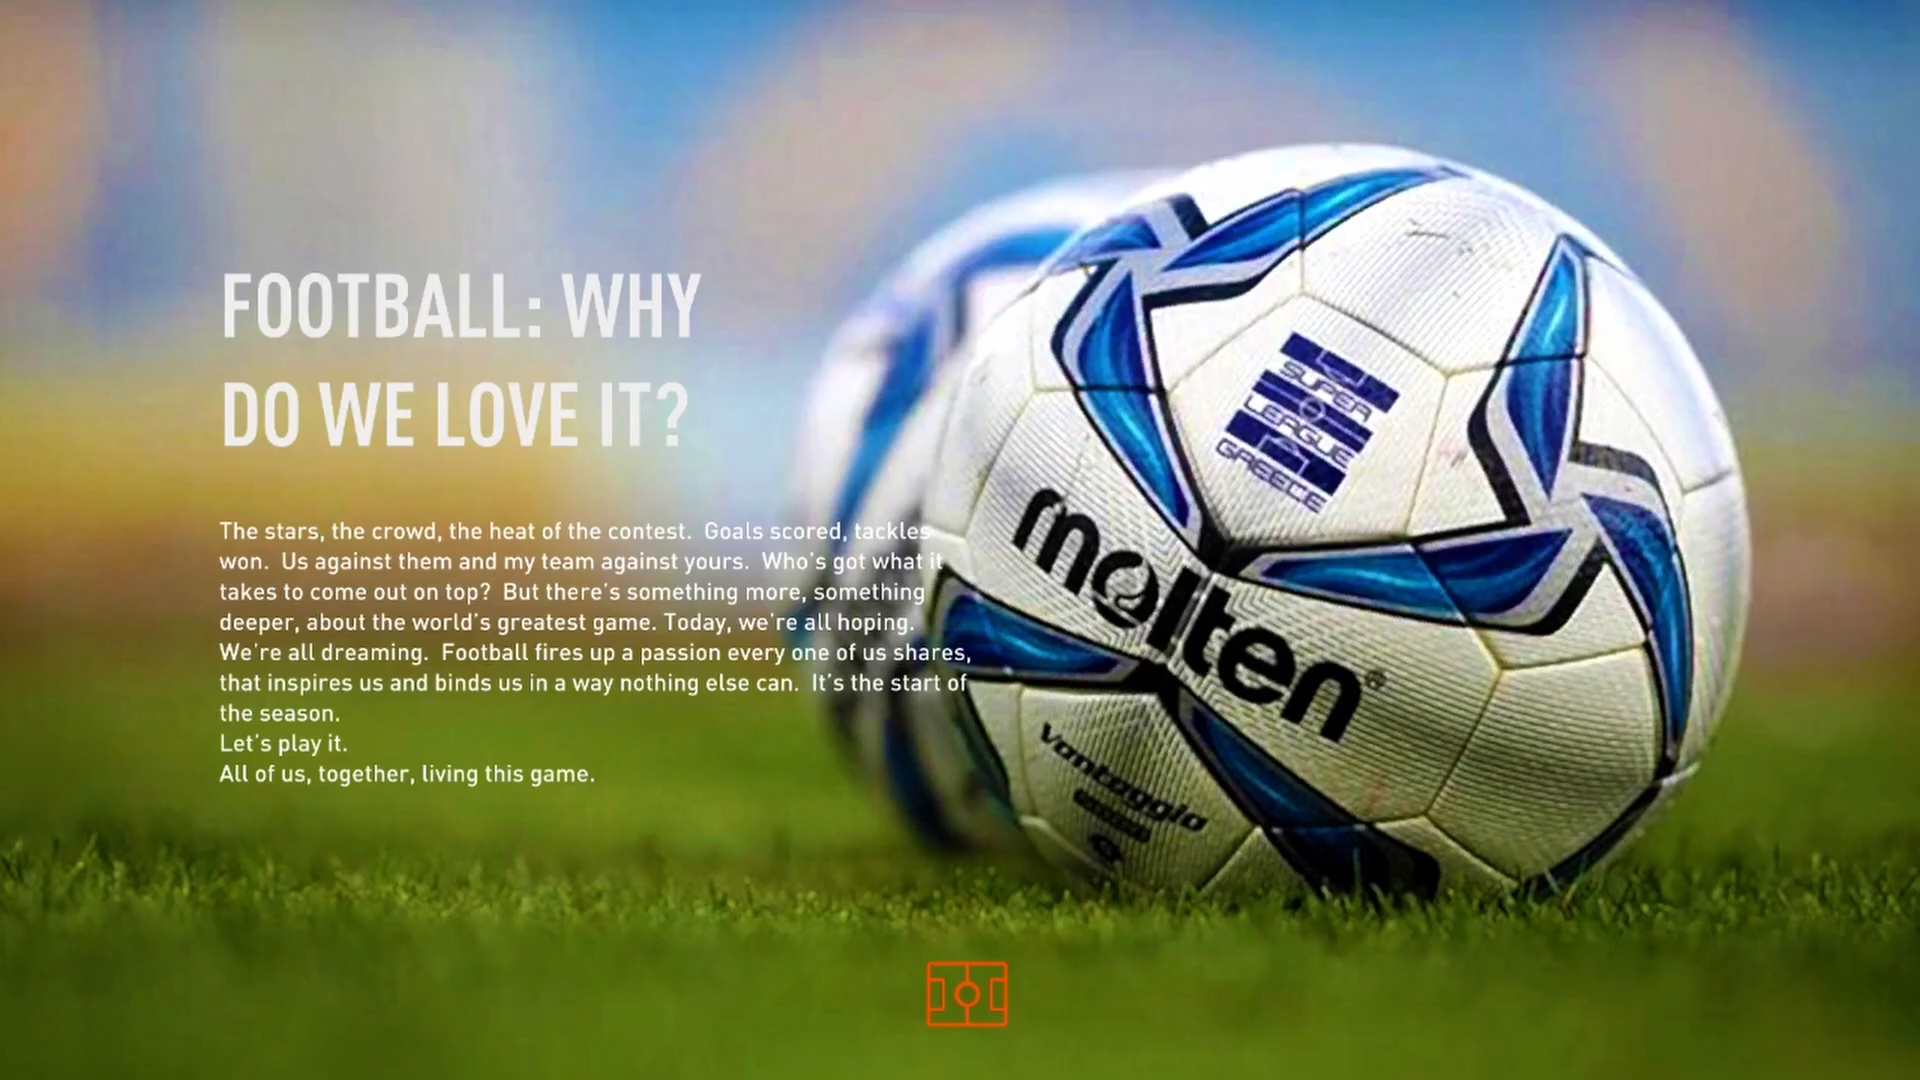 FOOTBALL: WHY
DO WE LOVE IT?
The stars, the crowd, the heat of the contest.  Goals scored, tackles
won.  Us against them and my team against yours.  Who's got what it
takes to come out on top?  But there's something more, something
deeper, about the world's greatest game. Today, we're all hoping.
We're all dreaming.  Football fires up a passion every one of us shares,
that inspires us and binds us in a way nothing else can.  It's the start of
the season.
Let's play it.
All of us, together, living this game.
SUPER
LEAGUE
GREECE
molten®
vantaggio